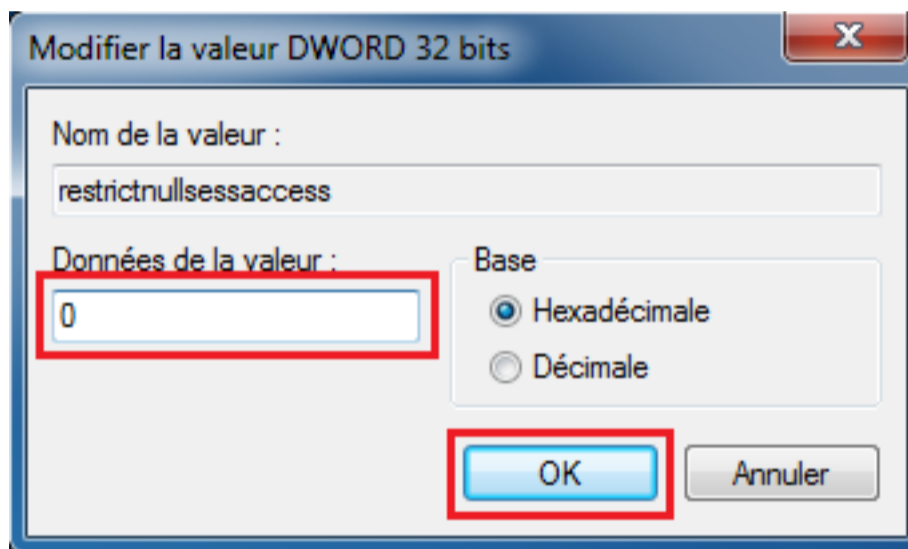 Modifier la valeur DWORD 32 bits
Nom de la valeur :
restrictnullsessaccess
Données de la valeur :
0
Base
Hexadécimale
Décimale
OK
Annuler